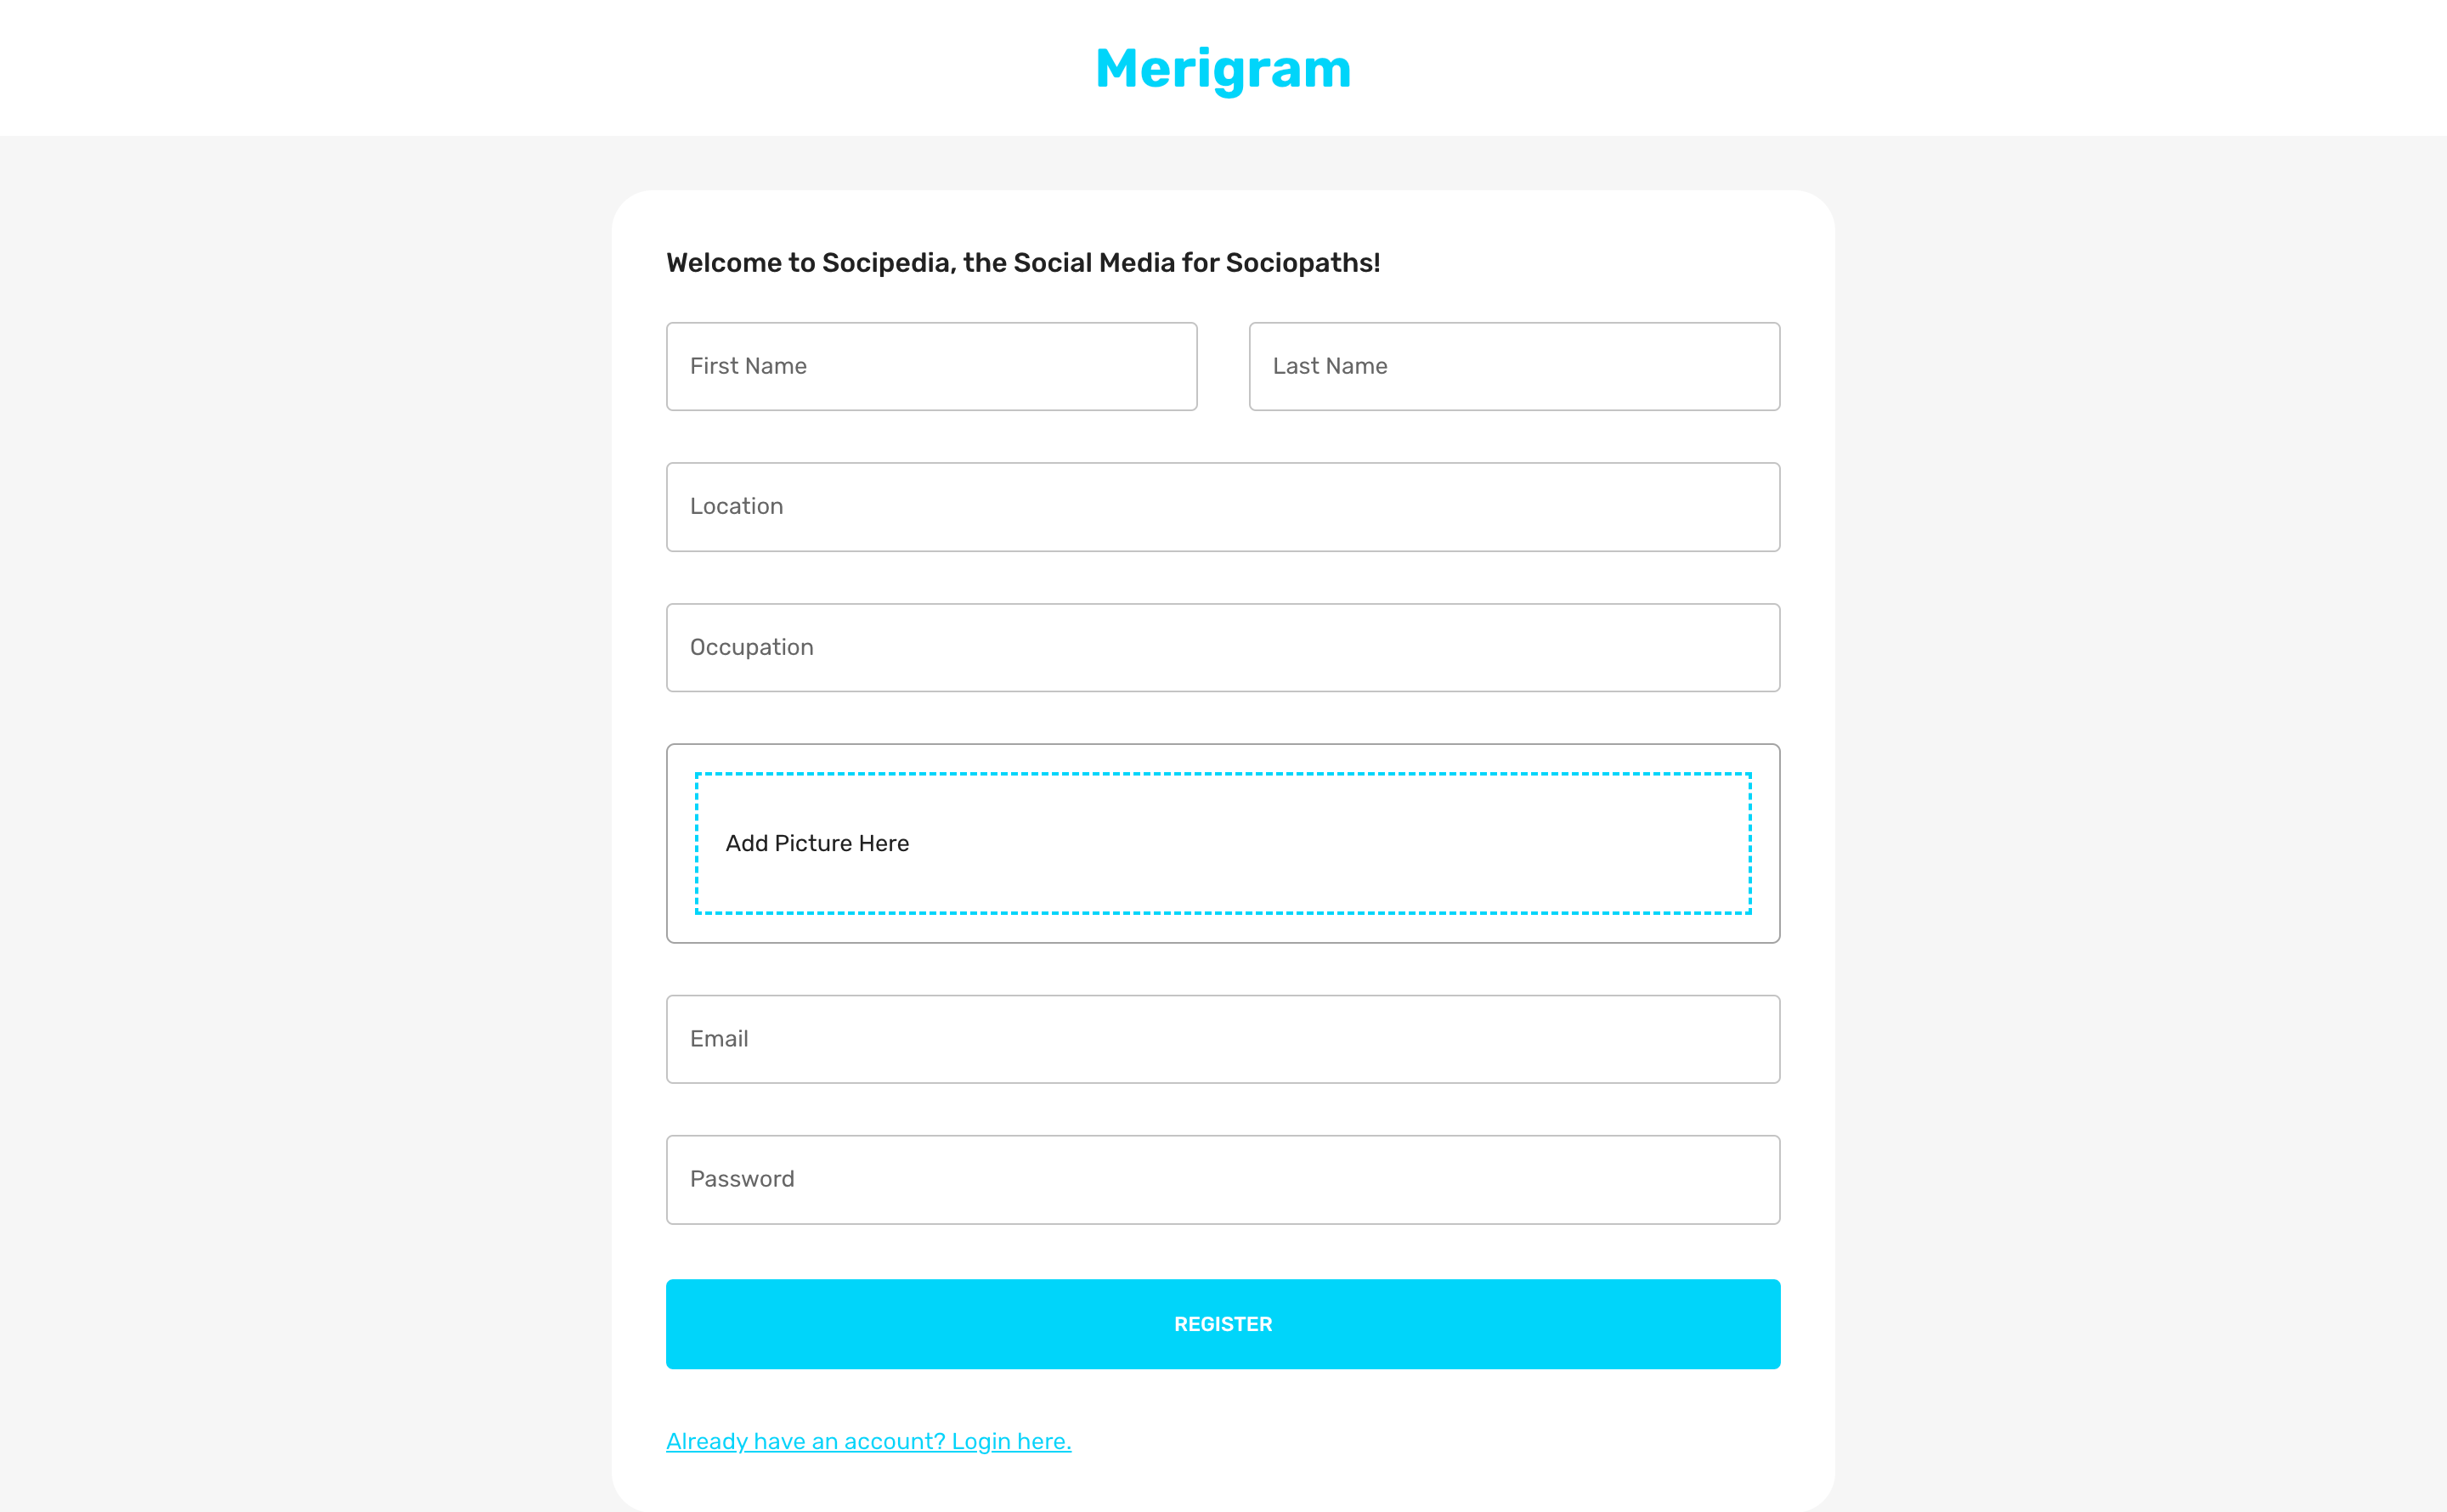 Merigram
Welcome to Socipedia, the Social Media for Sociopaths!
First Name
Last Name
Location
Occupation
Add Picture Here
Email
Password
REGISTER
Already have an account? Login here.